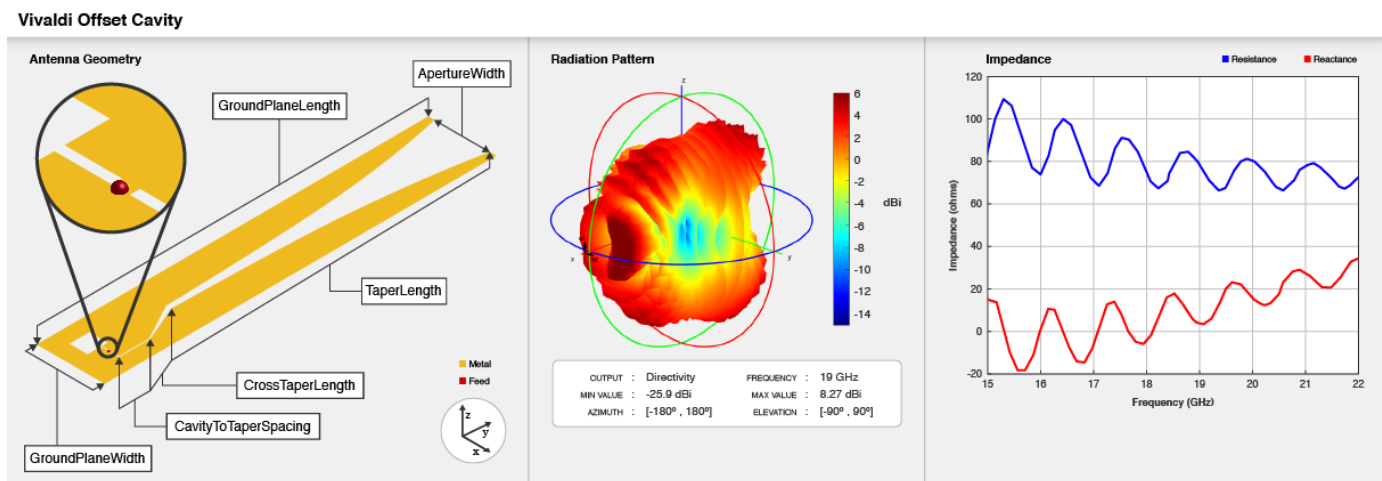 Vivaldi Offset Cavity
Antenna Geometry
ApertureWidth
GroundPlaneLength
TaperLength
CrossTaperLength
CavityToTaperSpacing
GroundPlaneWidth
Metal
Feed
z
y
x
Radiation Pattern
z
x
y
6
4
2
0
-2
-4
-6
-8
-10
-12
-14
dBi
OUTPUT : Directivity FREQUENCY : 19 GHz
MIN VALUE : -25.9 dBi MAX VALUE : 8.27 dBi
AZIMUTH : [-180º , 180º] ELEVATION : [-90º , 90º]
Impedance
Resistance Reactance
Impedance (ohms)
120
100
80
60
40
20
0
-20
15 16 17 18 19 20 21 22
Frequency (GHz)